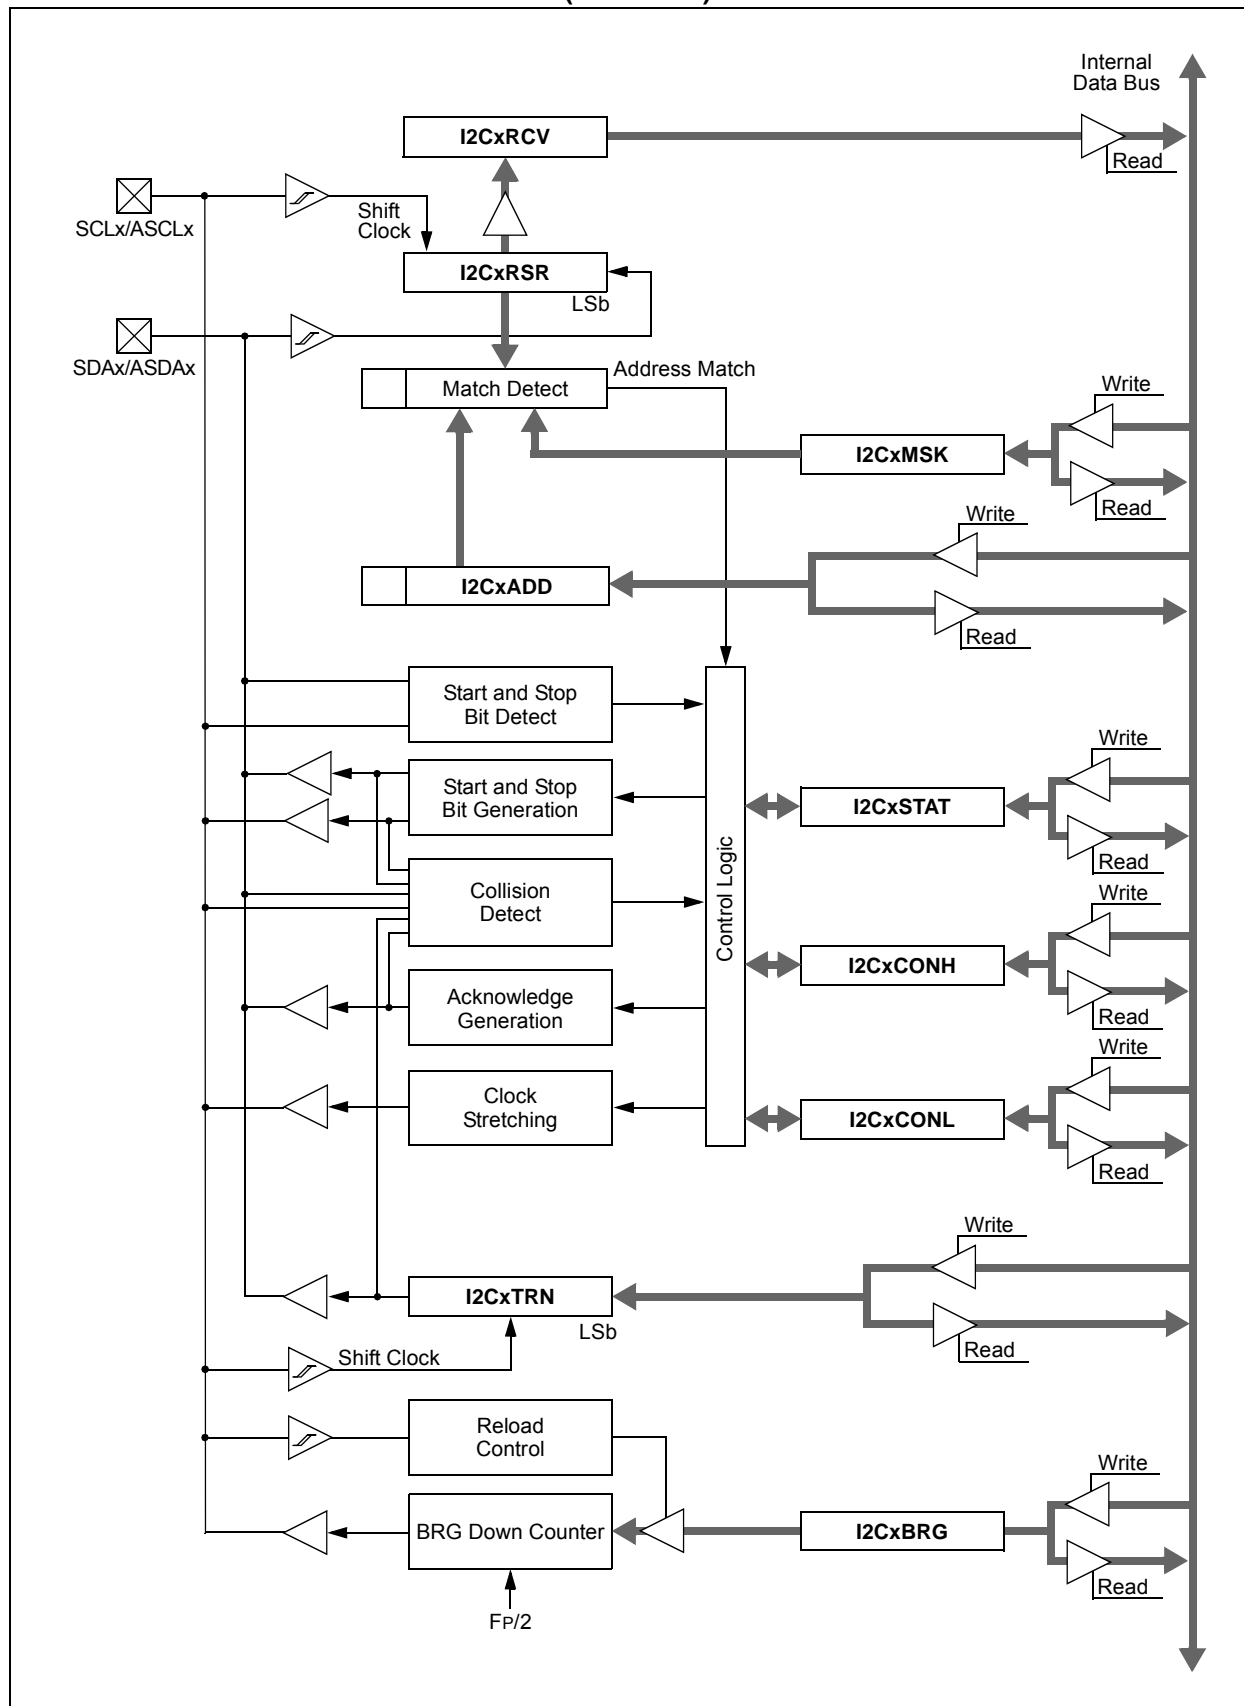 Internal
Data Bus
I2CxRCV
Read
SCLx/ASCLx
Shift
Clock
I2CxRSR
LSb
SDAx/ASDAx
Match Detect
Address Match
Write
I2CxMSK
Read
Write
I2CxADD
Read
Start and Stop
Bit Detect
Write
Start and Stop
Bit Generation
I2CxSTAT
Read
Control Logic
Collision
Detect
Write
I2CxCONH
Read
Acknowledge
Generation
Write
Clock
Stretching
I2CxCONL
Read
Write
I2CxTRN
LSb
Read
Shift Clock
Reload
Control
Write
BRG Down Counter
I2CxBRG
Read
FP/2